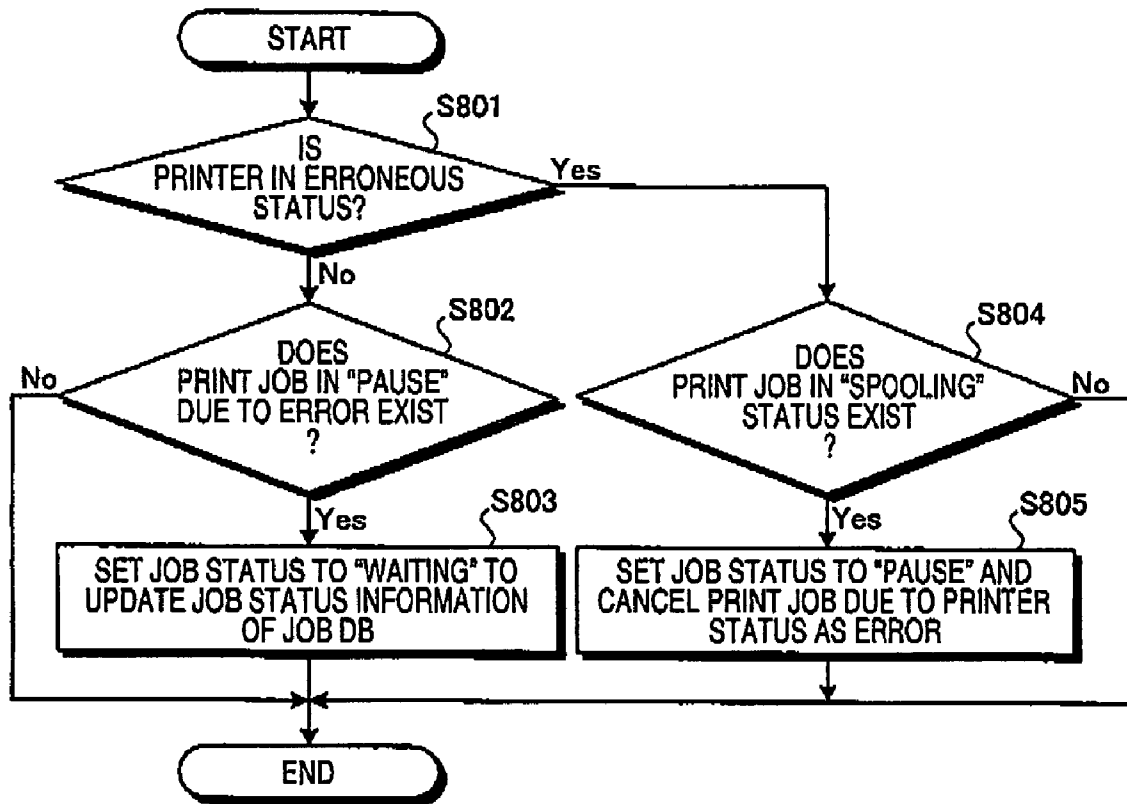 START
S801
IS
PRINTER IN ERRONEOUS
STATUS?
Yes
No
S802
DOES
PRINT JOB IN "PAUSE"
DUE TO ERROR EXIST
?
No
S804
DOES
PRINT JOB IN "SPOOLING"
STATUS EXIST
?
No
Yes
S803
SET JOB STATUS TO "WAITING" TO
UPDATE JOB STATUS INFORMATION
OF JOB DB
Yes
S805
SET JOB STATUS TO "PAUSE" AND
CANCEL PRINT JOB DUE TO PRINTER
STATUS AS ERROR
END